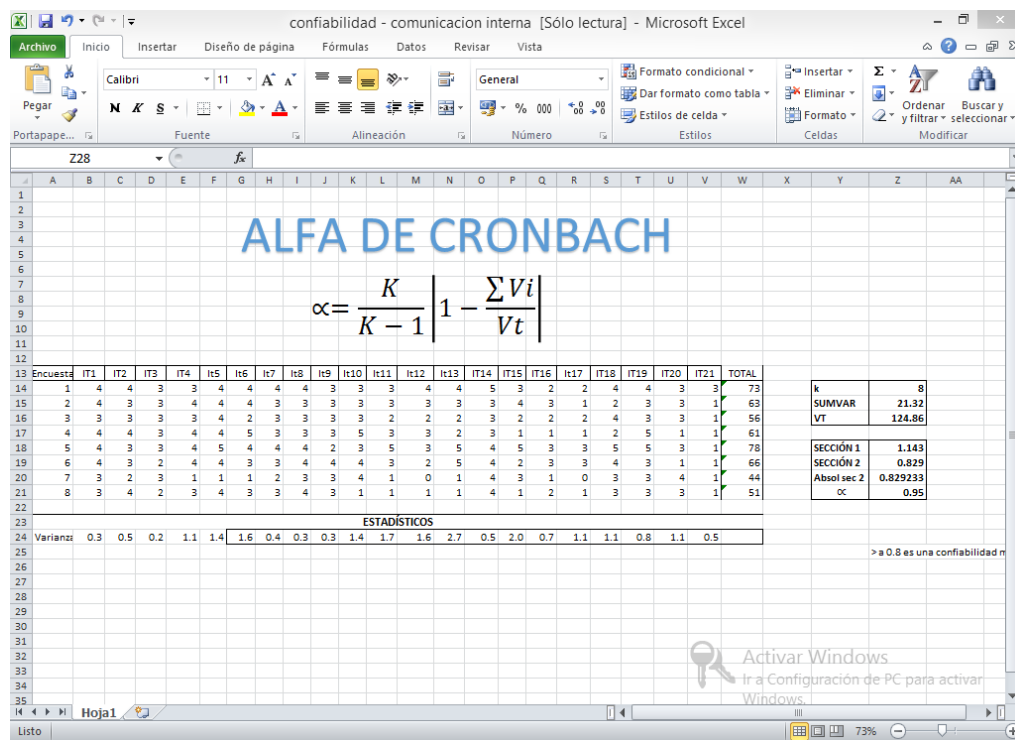 confiabilidad - comunicacion interna [Sólo lectura] - Microsoft Excel
Archivo Inicio Insertar Diseño de página Fórmulas Datos Revisar Vista
Pegar Calibri 11 A A General Formato condicional Insertar Σ
N K S A % 000 Dar formato como tabla Eliminar Ordenar y filtrar Buscar y seleccionar
Estilos de celda Formato
Portapape... Fuente Alineación Número Estilos Celdas Modificar
Z28 fx
A B C D E F G H I J K L M N O P Q R S T U V W X Y Z AA
ALFA DE CRONBACH
∝= K / K − 1 |1 − ∑ Vi / Vt|
13 Encuesta IT1 IT2 IT3 IT4 It5 It6 It7 It8 It9 It10 It11 It12 It13 IT14 IT15 IT16 It17 IT18 IT19 IT20 IT21 TOTAL
14 1 4 4 3 3 4 4 4 4 3 3 3 4 4 5 3 2 2 4 4 3 3 73 k 8
15 2 4 3 3 4 4 4 3 3 3 3 3 3 3 3 4 3 1 2 3 3 1 63 SUMVAR 21.32
16 3 3 3 3 3 4 2 3 3 3 3 2 2 2 3 2 2 2 4 3 3 1 56 VT 124.86
17 4 4 4 3 4 4 5 3 3 3 5 3 3 2 3 1 1 1 2 5 1 1 61
18 5 4 3 3 4 5 4 4 4 2 3 5 3 5 4 5 3 3 5 5 3 1 78 SECCIÓN 1 1.143
19 6 4 3 2 4 4 3 3 4 4 4 3 2 5 4 2 3 3 4 3 1 1 66 SECCIÓN 2 0.829
20 7 3 2 3 1 1 1 2 3 3 4 1 0 1 4 3 1 0 3 3 4 1 44 Absol sec 2 0.829233
21 8 3 4 2 3 4 3 3 4 3 1 1 1 1 4 1 2 1 3 3 3 1 51 ∝ 0.95
22
23 ESTADÍSTICOS
24 Varianza 0.3 0.5 0.2 1.1 1.4 1.6 0.4 0.3 0.3 1.4 1.7 1.6 2.7 0.5 2.0 0.7 1.1 1.1 0.8 1.1 0.5
25 > a 0.8 es una confiabilidad m
Activar Windows
Ir a Configuración de PC para activar
Windows.
Hoja1
Listo 73%